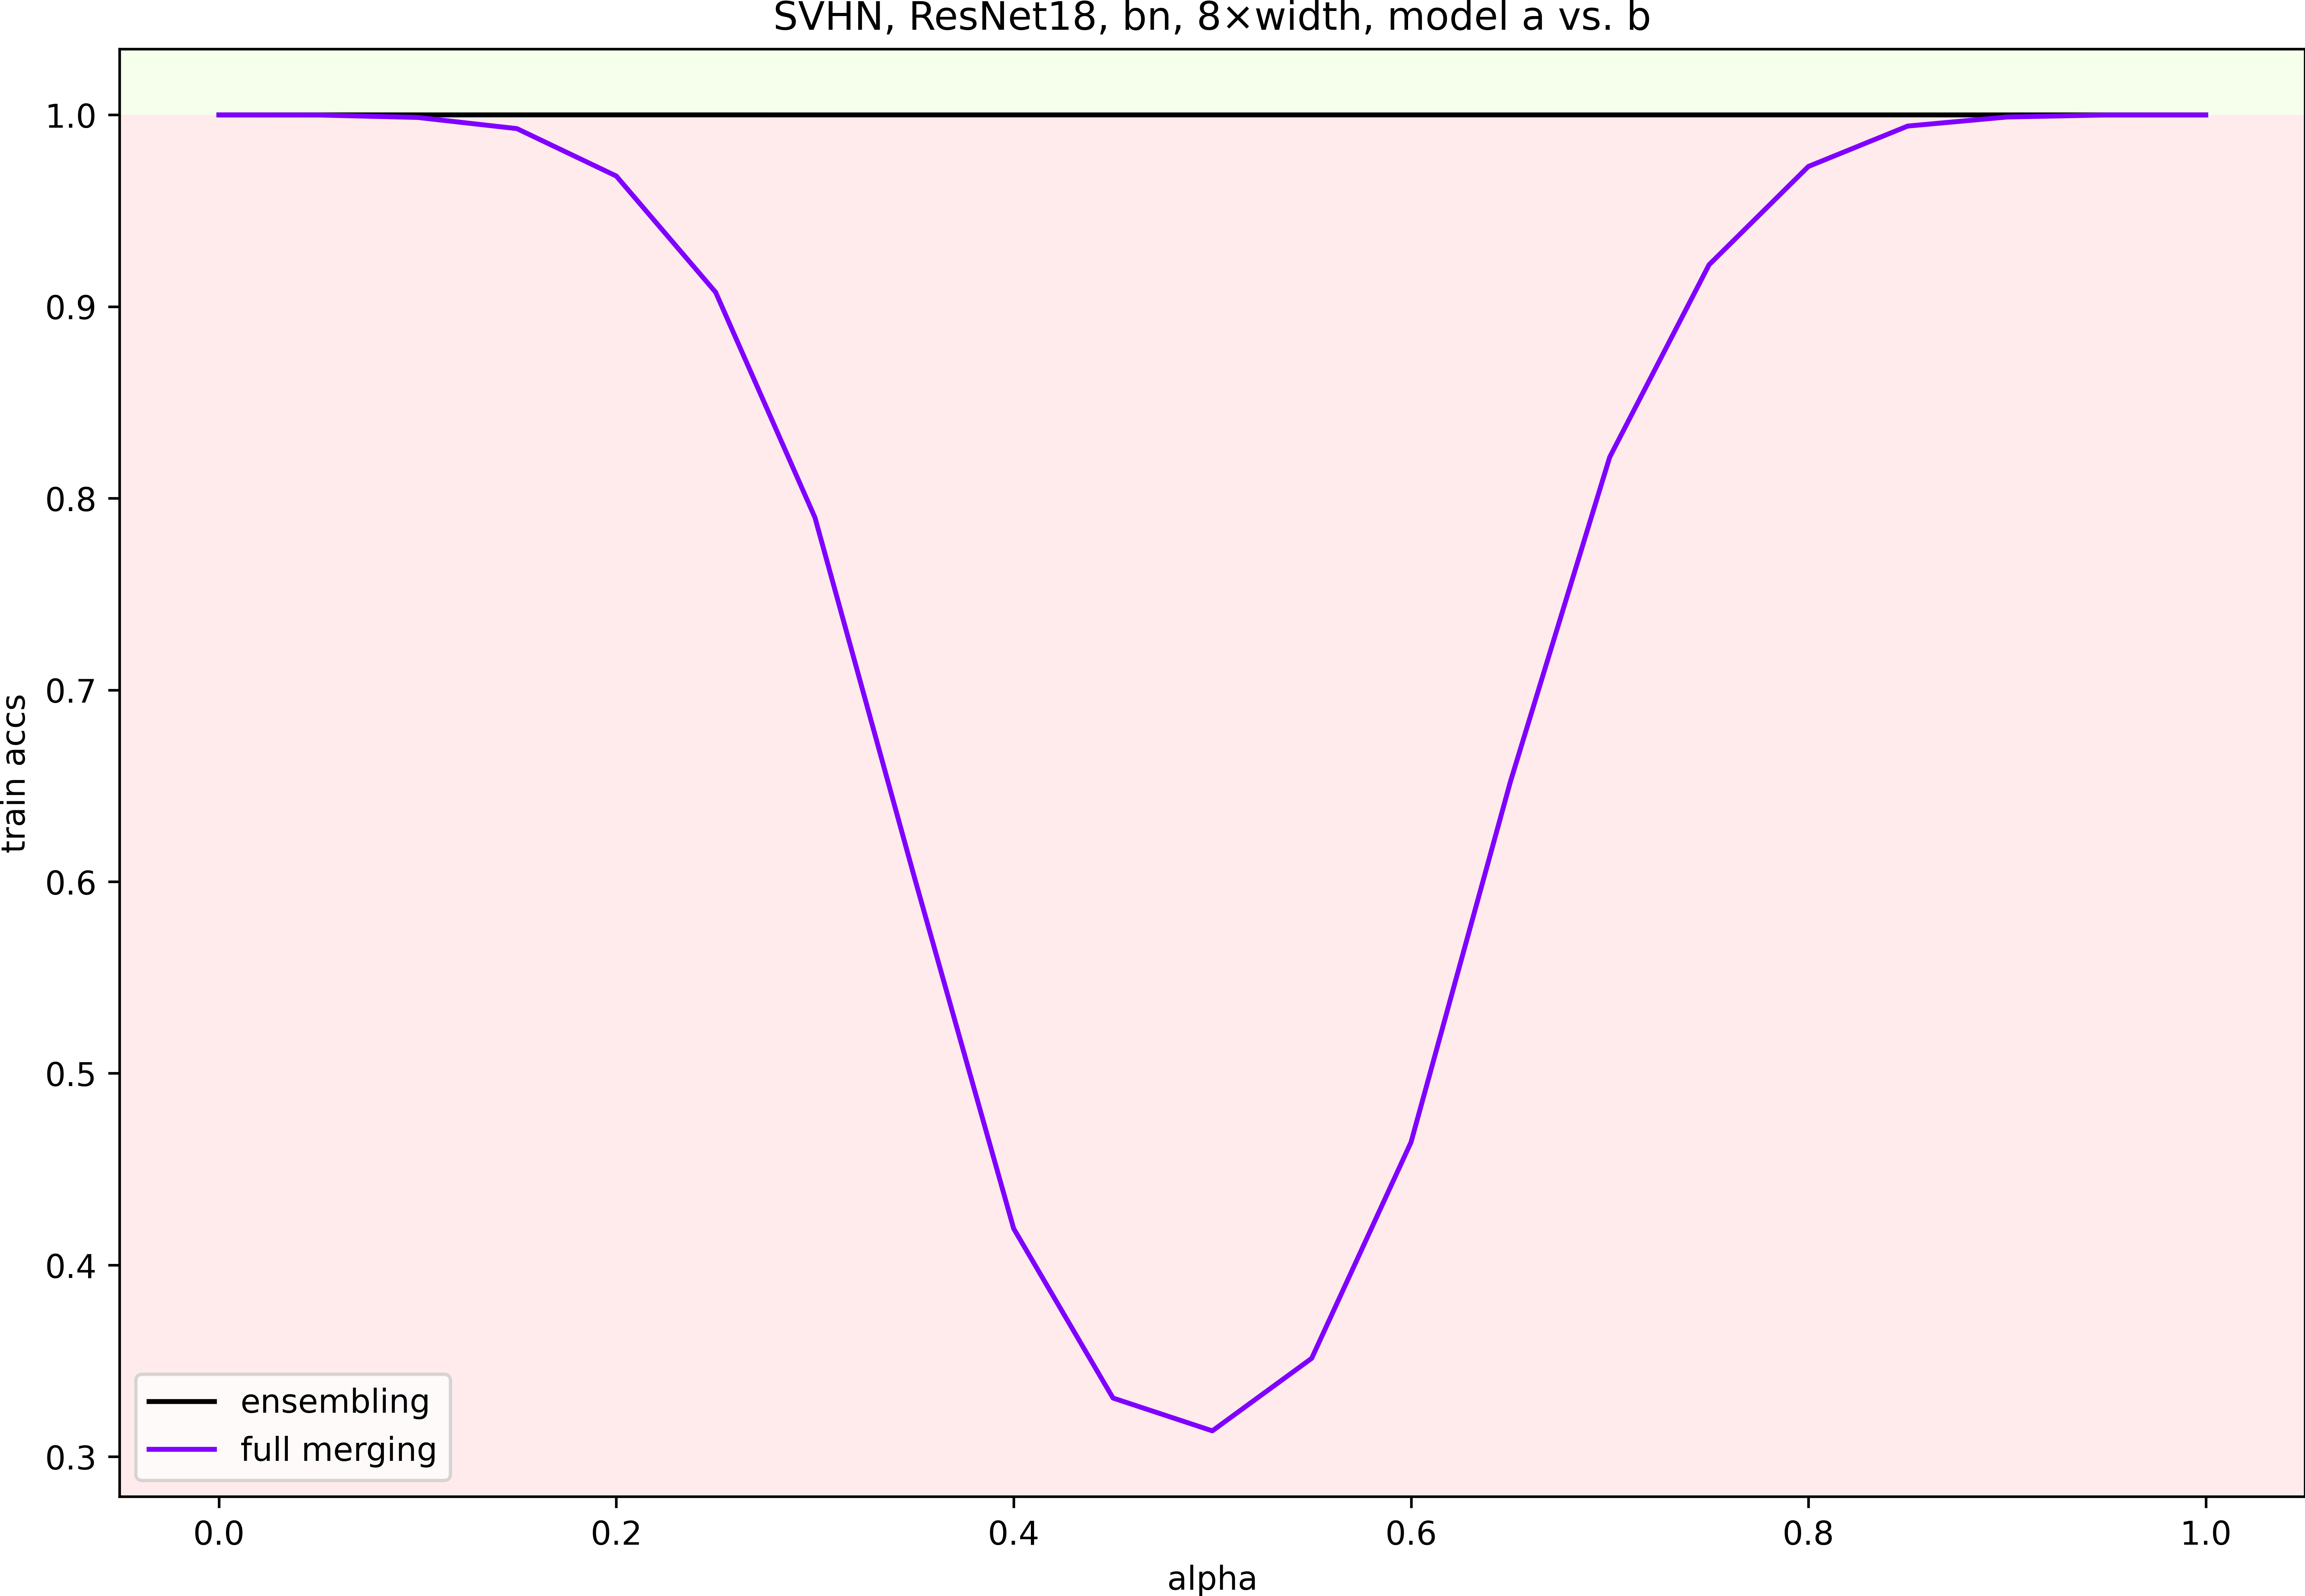 SVHN, ResNet18, bn, 8×width, model a vs. b
1.0
0.9
0.8
0.7
0.6
0.5
0.4
0.3
train accs
ensembling
full merging
0.0 0.2 0.4 0.6 0.8 1.0
alpha